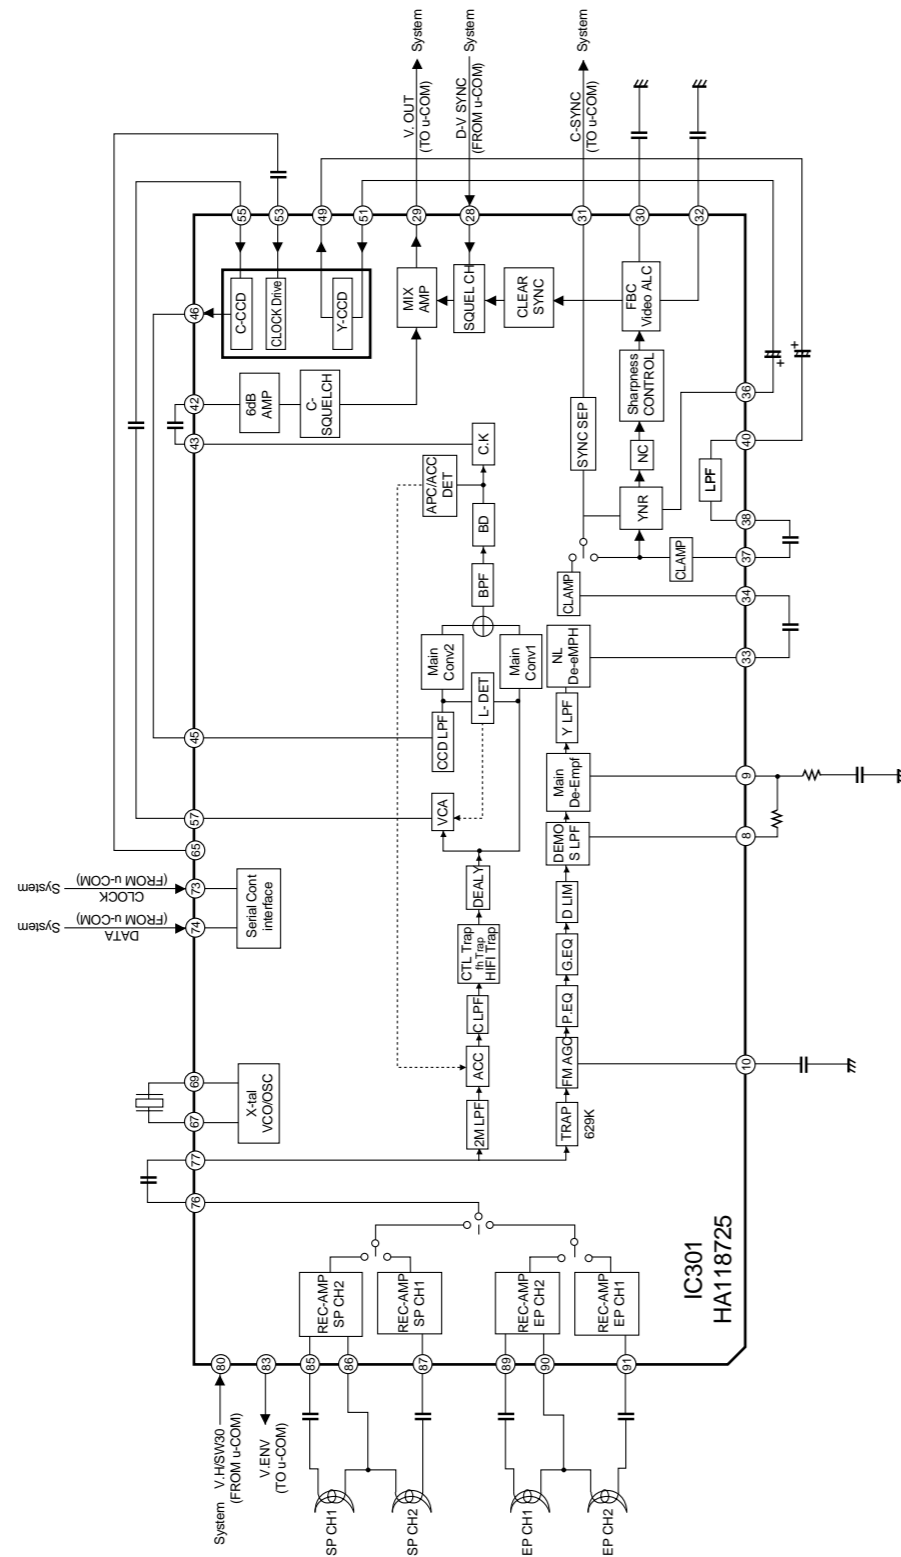 System
V. OUT
(TO u-COM)
System
D-V SYNC
(FROM u-COM)
System
C-SYNC
(TO u-COM)
55
53
49
51
29
28
31
30
32
46
C-CCD
CLOCK Drive
Y-CCD
MIX
AMP
SQUEL CH
CLEAR
SYNC
FBC
Video ALC
42
6dB
AMP
C-
SQUELCH
43
C.K
APC/ACC
DET
SYNC SEP
Sharpness
CONTROL
NC
YNR
36
40
LPF
38
37
CLAMP
CLAMP
34
BD
BPF
Main
Conv2
Main
Conv1
L- DET
CCD LPF
45
NL
De-eMPH
33
Y LPF
Main
De-Empf
9
DEMO
S LPF
8
57
VCA
65
DEALY
D LIM
System
CLOCK
(FROM u-COM)
73
System
DATA
(FROM u-COM)
74
Serial Cont
interface
CTL Trap
fh Trap
HIFI Trap
G.EQ
C LPF
P.EQ
ACC
FM AGC
10
2M LPF
TRAP
629K
69
67
X-tal
VCO/OSC
77
76
IC301
HA118725
REC-AMP
SP CH2
REC-AMP
SP CH1
REC-AMP
EP CH2
REC-AMP
EP CH1
80
83
85
86
87
89
90
91
System V.H/SW30
(FROM u-COM)
V.ENV
(TO u-COM)
SP CH1
SP CH2
EP CH1
EP CH2
+
+